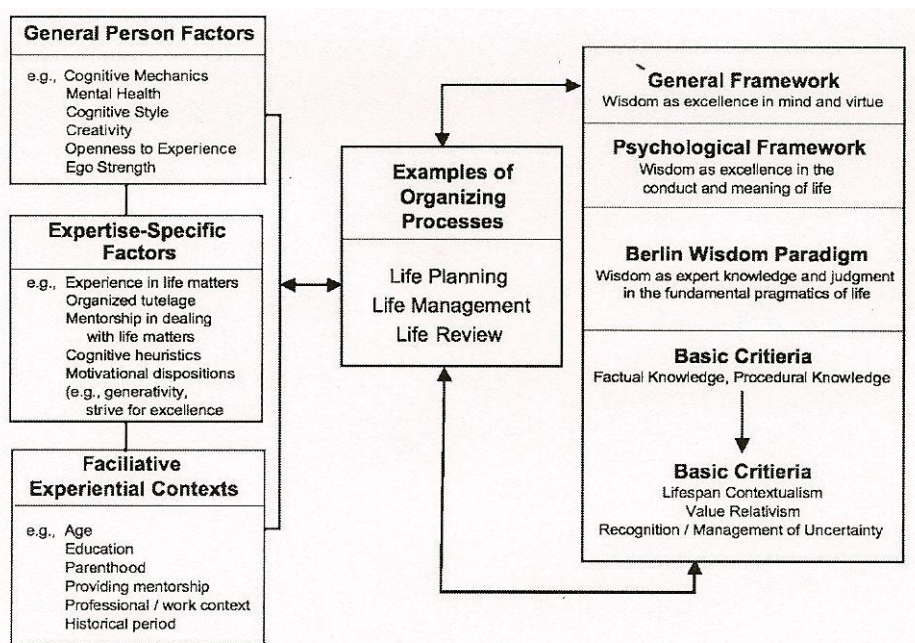 General Person Factors
e.g., Cognitive Mechanics
Mental Health
Cognitive Style
Creativity
Openness to Experience
Ego Strength
Expertise-Specific
Factors
e.g., Experience in life matters
Organized tutelage
Mentorship in dealing
with life matters
Cognitive heuristics
Motivational dispositions
(e.g., generativity,
strive for excellence
Faciliative
Experiential Contexts
e.g., Age
Education
Parenthood
Providing mentorship
Professional / work context
Historical period
Examples of
Organizing
Processes
Life Planning
Life Management
Life Review
General Framework
Wisdom as excellence in mind and virtue
Psychological Framework
Wisdom as excellence in the
conduct and meaning of life
Berlin Wisdom Paradigm
Wisdom as expert knowledge and judgment
in the fundamental pragmatics of life
Basic Critieria
Factual Knowledge, Procedural Knowledge
Basic Critieria
Lifespan Contextualism
Value Relativism
Recognition / Management of Uncertainty